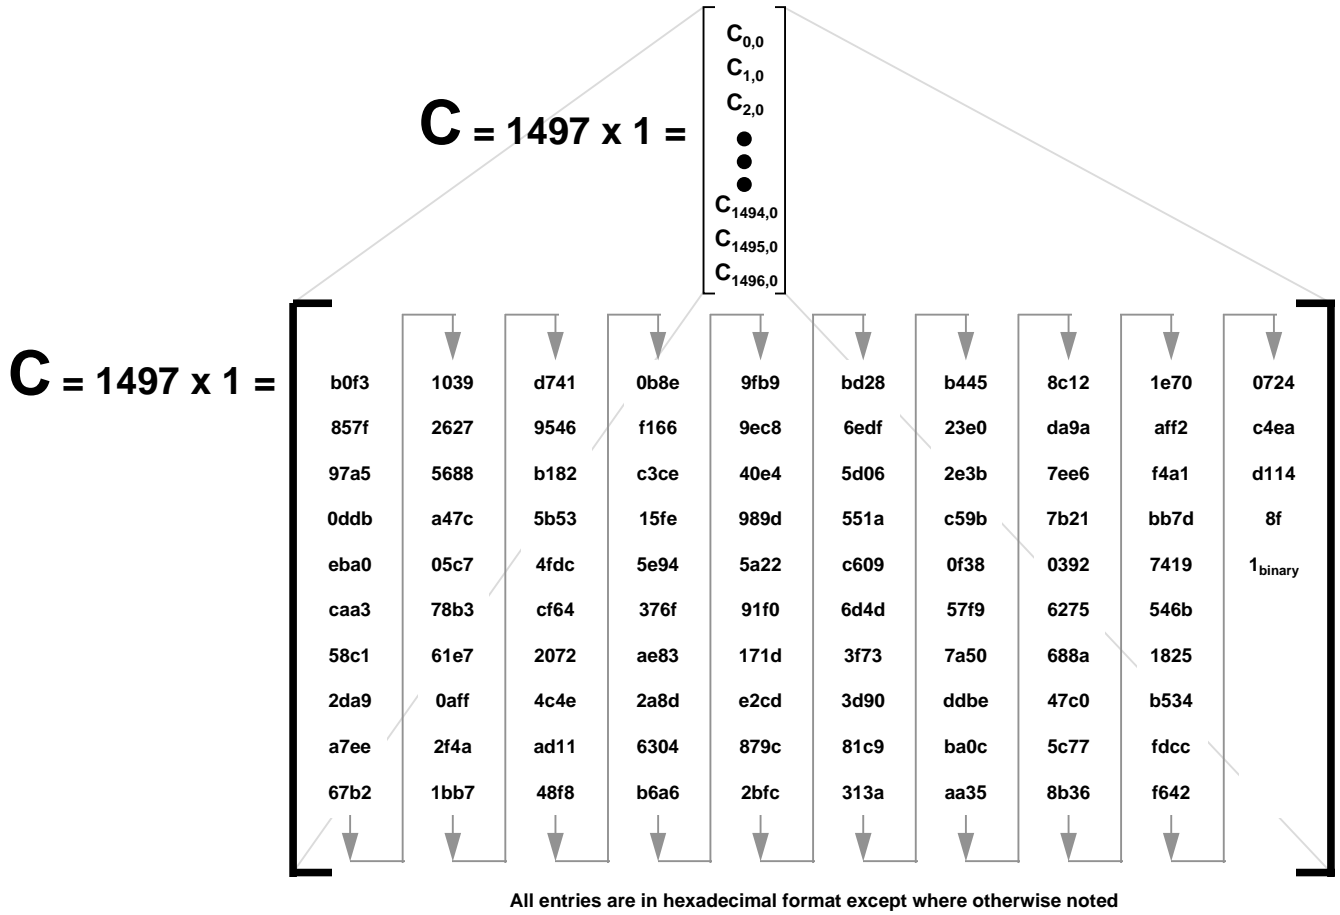 C0,0
C1,0
C2,0
C = 1497 x 1 =
C1494,0
C1495,0
C1496,0
C = 1497 x 1 = b0f3 1039 d741 0b8e 9fb9 bd28 b445 8c12 1e70 0724
857f 2627 9546 f166 9ec8 6edf 23e0 da9a aff2 c4ea
97a5 5688 b182 c3ce 40e4 5d06 2e3b 7ee6 f4a1 d114
0ddb a47c 5b53 15fe 989d 551a c59b 7b21 bb7d 8f
eba0 05c7 4fdc 5e94 5a22 c609 0f38 0392 7419 1binary
caa3 78b3 cf64 376f 91f0 6d4d 57f9 6275 546b
58c1 61e7 2072 ae83 171d 3f73 7a50 688a 1825
2da9 0aff 4c4e 2a8d e2cd 3d90 ddbe 47c0 b534
a7ee 2f4a ad11 6304 879c 81c9 ba0c 5c77 fdcc
67b2 1bb7 48f8 b6a6 2bfc 313a aa35 8b36 f642
All entries are in hexadecimal format except where otherwise noted